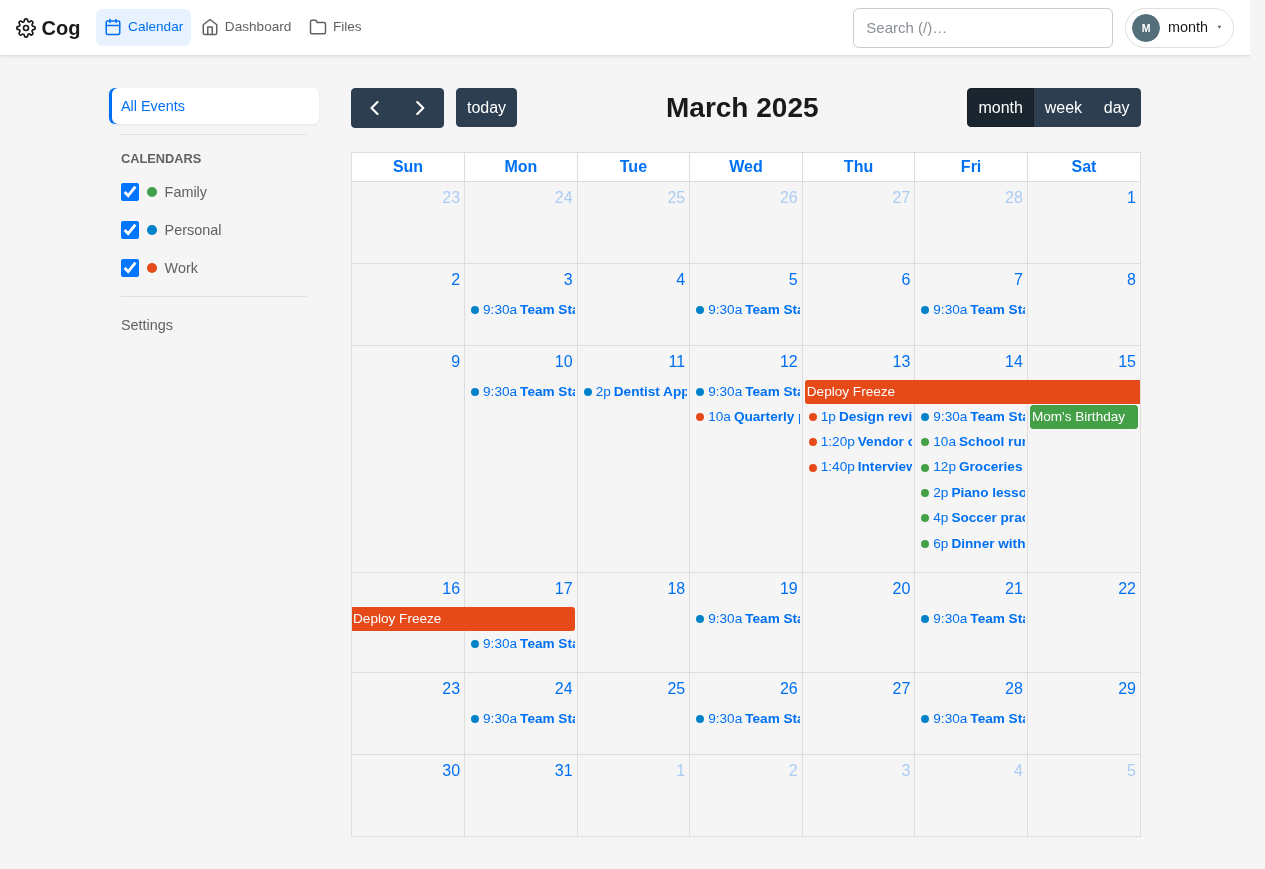 Cog Calendar Dashboard Files Search (/)… M month
All Events
CALENDARS
Family
Personal
Work
Settings
today March 2025 month week day
Sun Mon Tue Wed Thu Fri Sat
23 24 25 26 27 28 1
2 3 4 5 6 7 8
9:30a Team Sta 9:30a Team Sta 9:30a Team Sta
9 10 11 12 13 14 15
9:30a Team Sta 2p Dentist App 9:30a Team Sta Deploy Freeze
10a Quarterly 1p Design revi 9:30a Team Sta Mom's Birthday
1:20p Vendor 10a School run
1:40p Interview 12p Groceries
2p Piano lesso
4p Soccer prac
6p Dinner with
16 17 18 19 20 21 22
Deploy Freeze 9:30a Team Sta 9:30a Team Sta
9:30a Team Sta
23 24 25 26 27 28 29
9:30a Team Sta 9:30a Team Sta 9:30a Team Sta
30 31 1 2 3 4 5